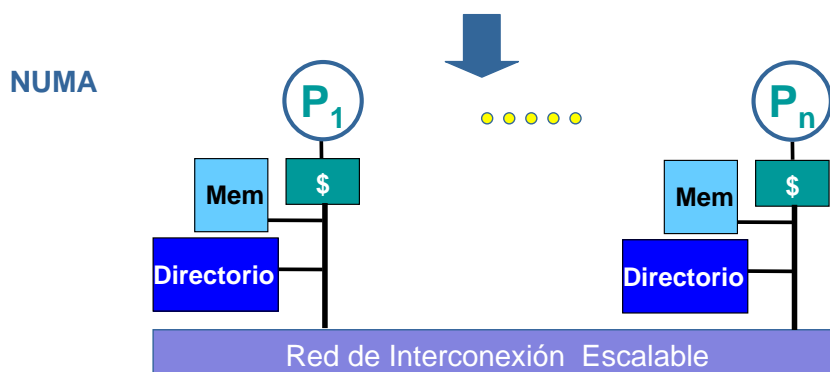 NUMA
P1
Pn
$
$
Mem
Mem
Directorio
Directorio
Red de Interconexión Escalable